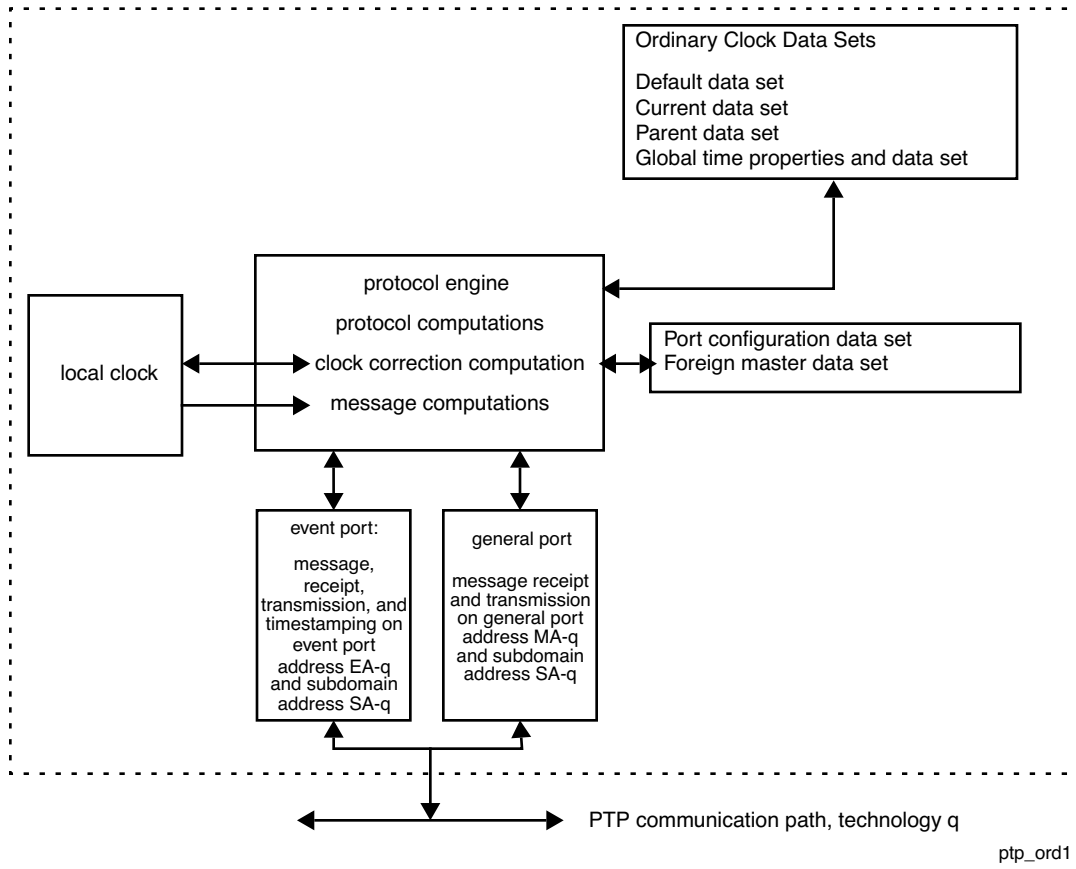 Ordinary Clock Data Sets
Default data set
Current data set
Parent data set
Global time properties and data set
protocol engine
protocol computations
clock correction computation
message computations
local clock
Port configuration data set
Foreign master data set
event port:
message,
receipt,
transmission, and
timestamping on
event port
address EA-q
and subdomain
address SA-q
general port
message receipt
and transmission
on general port
address MA-q
and subdomain
address SA-q
PTP communication path, technology q
ptp_ord1